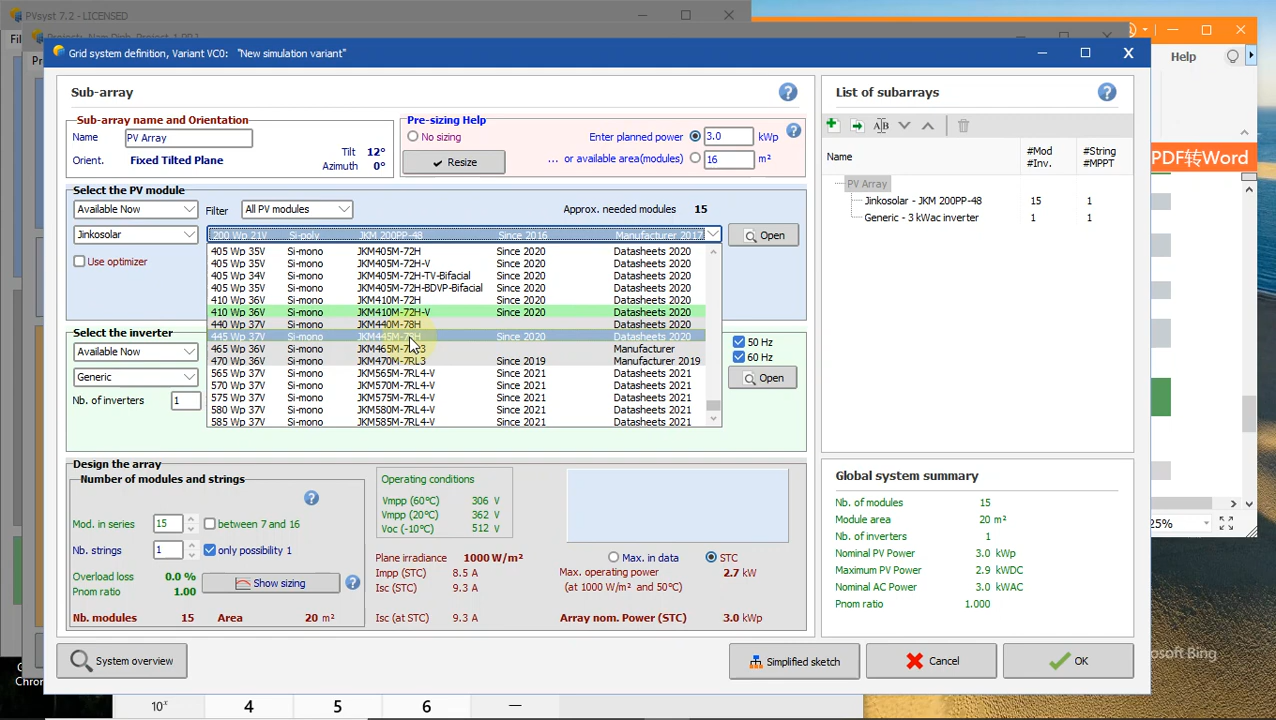 PVsyst 7.2 - LICENSED
Grid system definition, Variant VC0: "New simulation variant"
Help
Sub-array
Sub-array name and Orientation
Name PV Array
Orient. Fixed Tilted Plane
Tilt 12°
Azimuth 0°
Pre-sizing Help
No sizing
Enter planned power 3.0 kWp
Resize
... or available area(modules) 16 m²
Select the PV module
Available Now Filter All PV modules Approx. needed modules 15
Jinkosolar 200 Wp 21V Si-poly JKM 200PP-48 Since 2016 Manufacturer 2017 Open
Use optimizer
405 Wp 35V Si-mono JKM405M-72H Since 2020 Datasheets 2020
405 Wp 35V Si-mono JKM405M-72H-V Since 2020 Datasheets 2020
405 Wp 34V Si-mono JKM405M-72H-TV-Bifacial Since 2020 Datasheets 2020
405 Wp 35V Si-mono JKM405M-72H-BDVP-Bifacial Since 2020 Datasheets 2020
410 Wp 36V Si-mono JKM410M-72H Since 2020 Datasheets 2020
410 Wp 36V Si-mono JKM410M-72H-V Since 2020 Datasheets 2020
440 Wp 37V Si-mono JKM440M-78H Datasheets 2020
445 Wp 37V Si-mono Since 2020 Datasheets 2020
465 Wp 36V Si-mono Manufacturer
470 Wp 36V Si-mono JKM470M-7RL3 Since 2019 Manufacturer 2019
565 Wp 37V Si-mono JKM565M-7RL4-V Since 2021 Datasheets 2021
570 Wp 37V Si-mono JKM570M-7RL4-V Since 2021 Datasheets 2021
575 Wp 37V Si-mono JKM575M-7RL4-V Since 2021 Datasheets 2021
580 Wp 37V Si-mono JKM580M-7RL4-V Since 2021 Datasheets 2021
585 Wp 37V Si-mono JKM585M-7RL4-V Since 2021 Datasheets 2021
Select the inverter
Available Now
Generic
Nb. of inverters 1
50 Hz
60 Hz
Open
Design the array
Number of modules and strings
Mod. in series 15 between 7 and 16
Nb. strings 1 only possibility 1
Overload loss 0.0 %
Pnom ratio 1.00
Show sizing
Nb. modules 15 Area 20 m²
Operating conditions
Vmpp (60°C) 306 V
Vmpp (20°C) 362 V
Voc (-10°C) 512 V
Plane irradiance 1000 W/m²
Impp (STC) 8.5 A
Isc (STC) 9.3 A
Isc (at STC) 9.3 A
Max. in data STC
Max. operating power 2.7 kW
(at 1000 W/m² and 50°C)
Array nom. Power (STC) 3.0 kWp
List of subarrays
Name #Mod #String
#Inv. #MPPT
PV Array
Jinkosolar - JKM 200PP-48 15 1
Generic - 3 kWac inverter 1 1
Global system summary
Nb. of modules 15
Module area 20 m²
Nb. of inverters 1
Nominal PV Power 3.0 kWp
Maximum PV Power 2.9 kWDC
Nominal AC Power 3.0 kWAC
Pnom ratio 1.000
System overview
Simplified sketch
Cancel
OK
PDF转Word
25%
osoft Bing
Chro
10ˣ 4 5 6 —